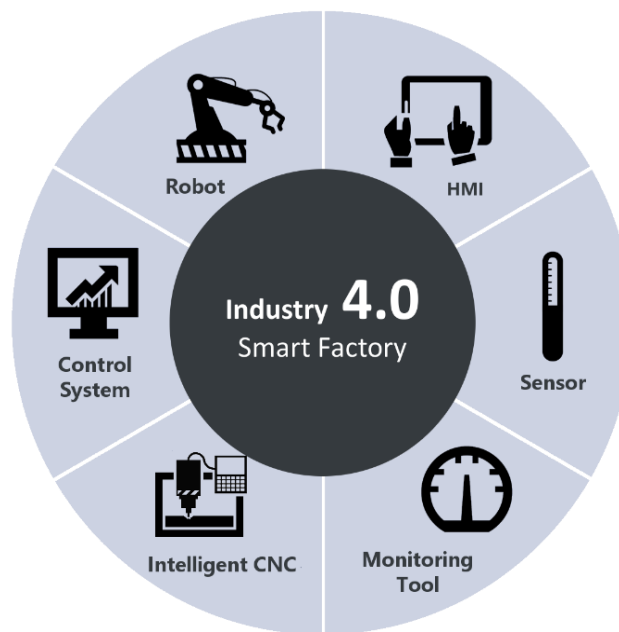 Robot
HMI
Industry 4.0
Smart Factory
Control
System
Sensor
Intelligent CNC
Monitoring
Tool